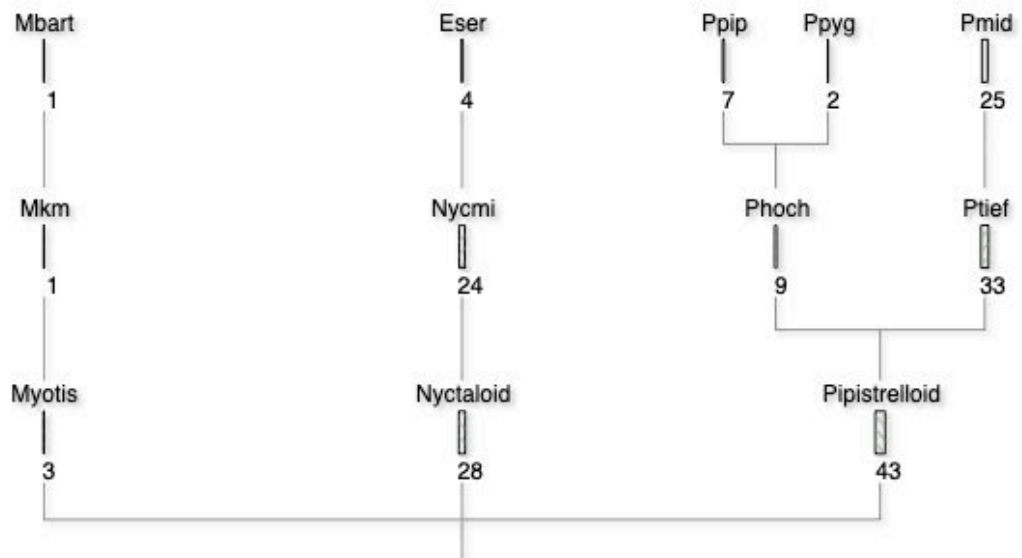 Mbart Eser Ppip Ppyg Pmid
1 4 7 2 25
Mkm Nycmi Phoch Ptief
1 24 9 33
Myotis Nyctaloid Pipistrelloid
3 28 43